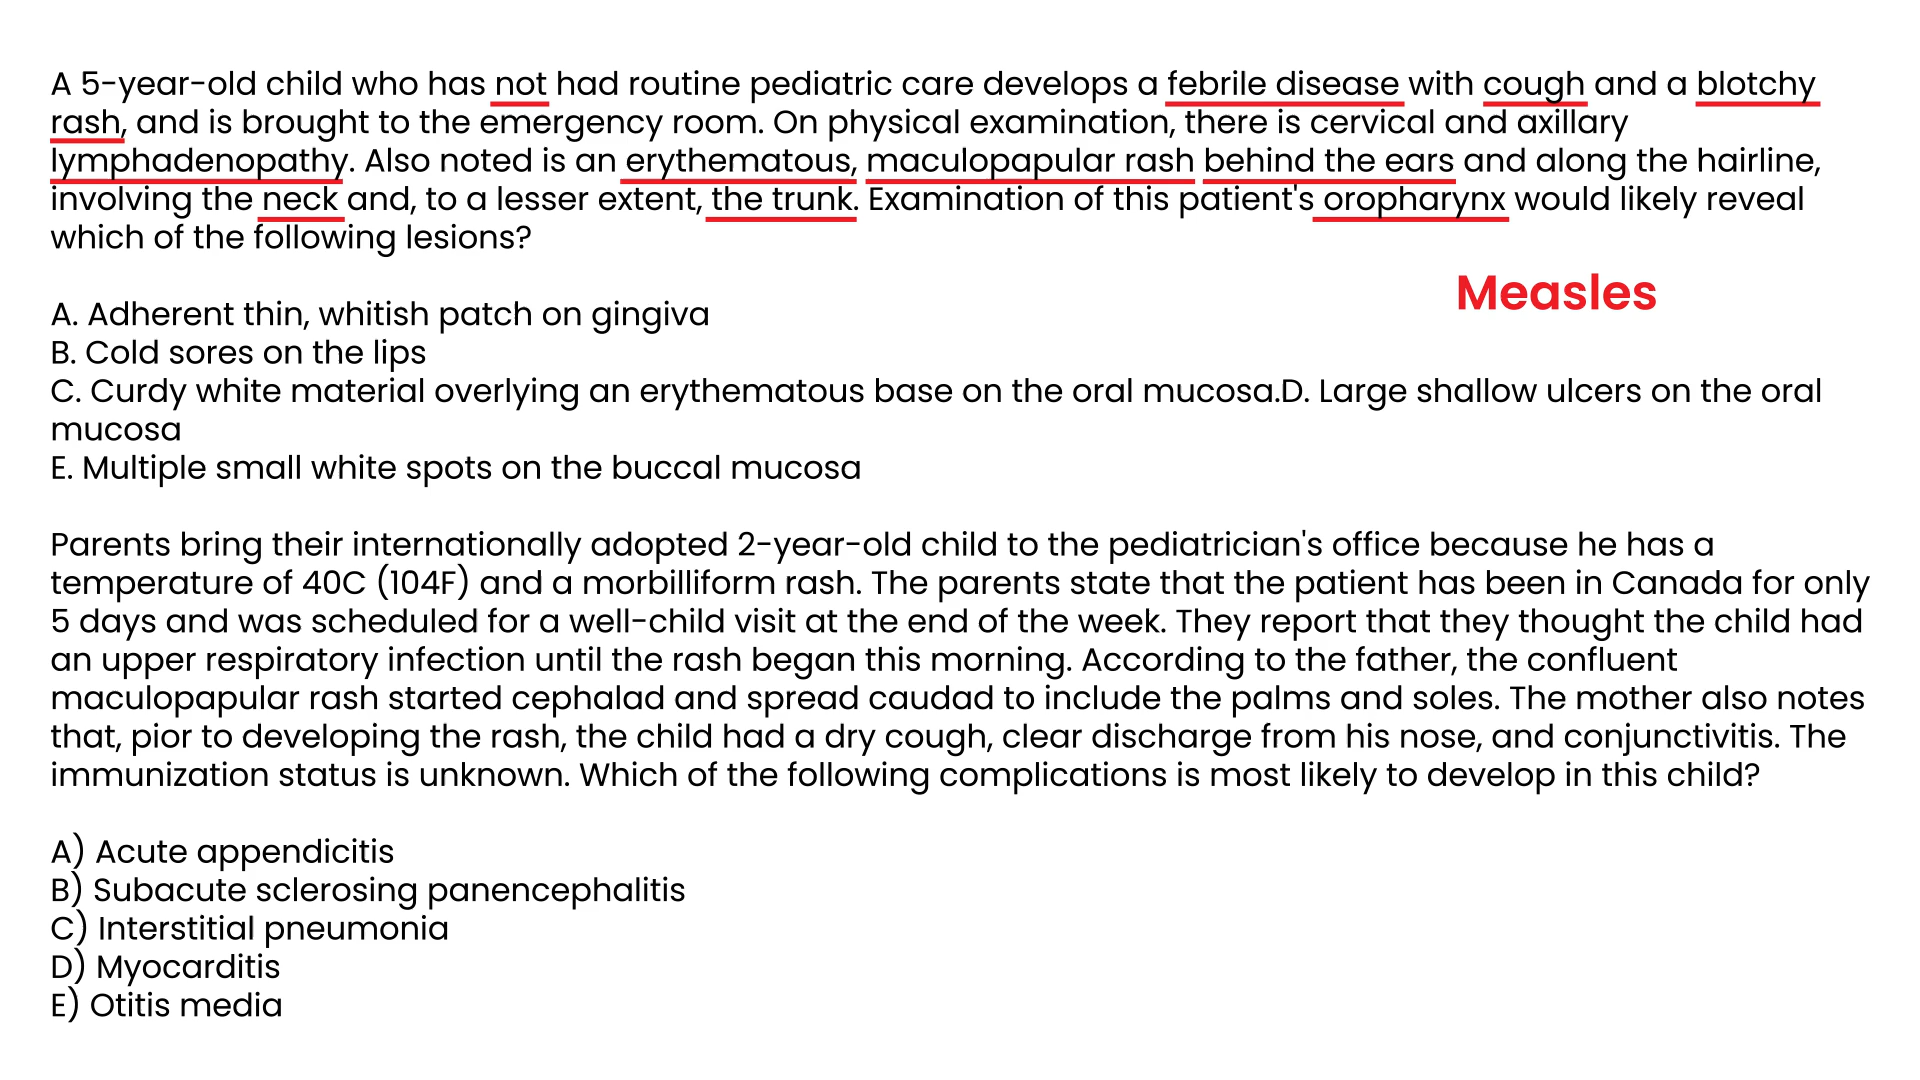 A 5-year-old child who has not had routine pediatric care develops a febrile disease with cough and a blotchy
rash, and is brought to the emergency room. On physical examination, there is cervical and axillary
lymphadenopathy. Also noted is an erythematous, maculopapular rash behind the ears and along the hairline,
involving the neck and, to a lesser extent, the trunk. Examination of this patient's oropharynx would likely reveal
which of the following lesions?
Measles
A. Adherent thin, whitish patch on gingiva
B. Cold sores on the lips
C. Curdy white material overlying an erythematous base on the oral mucosa.D. Large shallow ulcers on the oral
mucosa
E. Multiple small white spots on the buccal mucosa
Parents bring their internationally adopted 2-year-old child to the pediatrician's office because he has a
temperature of 40C (104F) and a morbilliform rash. The parents state that the patient has been in Canada for only
5 days and was scheduled for a well-child visit at the end of the week. They report that they thought the child had
an upper respiratory infection until the rash began this morning. According to the father, the confluent
maculopapular rash started cephalad and spread caudad to include the palms and soles. The mother also notes
that, pior to developing the rash, the child had a dry cough, clear discharge from his nose, and conjunctivitis. The
immunization status is unknown. Which of the following complications is most likely to develop in this child?
A) Acute appendicitis
B) Subacute sclerosing panencephalitis
C) Interstitial pneumonia
D) Myocarditis
E) Otitis media